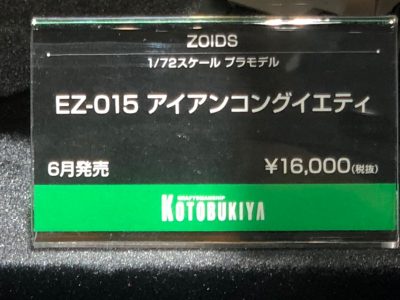 ZOIDS
1/72スケール プラモデル
EZ-015 アイアンコングイエティ
6月発売 ¥16,000(税抜)
CRAFTSMANSHIP
KOTOBUKIYA